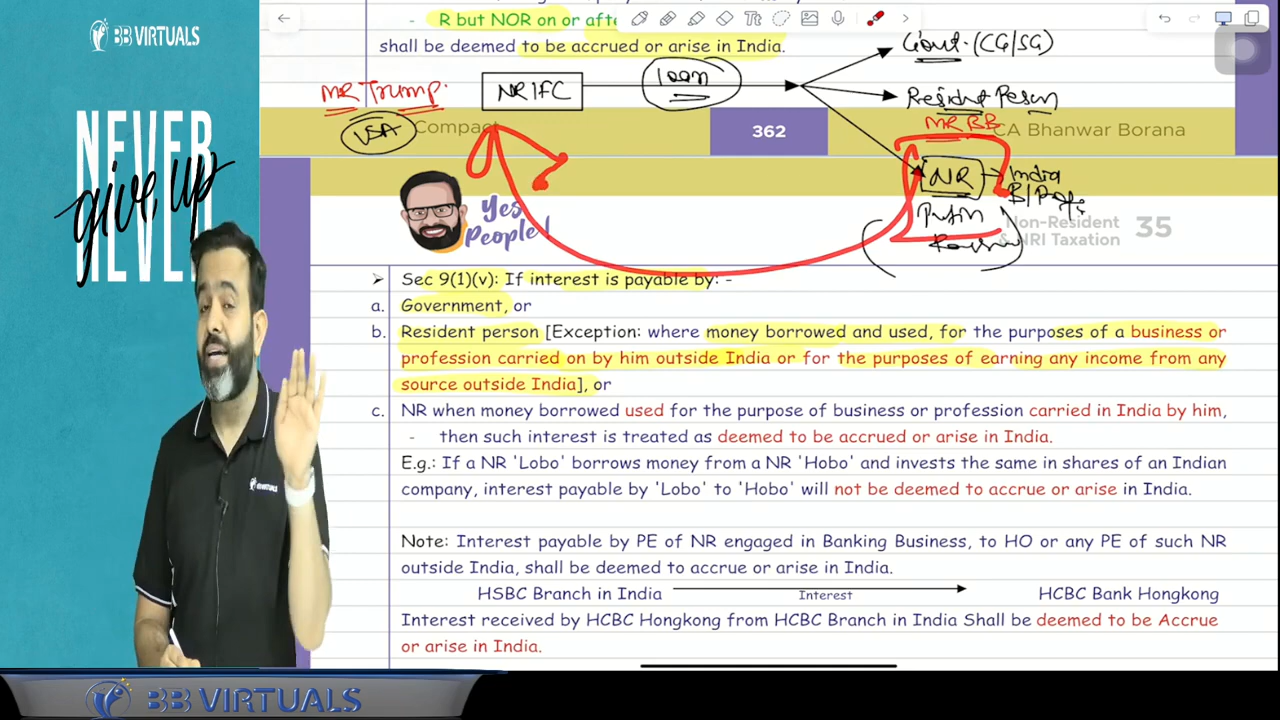 BB VIRTUALS
R but NOR on or afte
shall be deemed to be accrued or arise in India.
Govt. (CG/SG)
loan
MR Trump.
NR/FC
Resident Person
MR BB
USA
Compact
362
CA Bhanwar Borana
NEVER
give up
NEVER
Yes
People!
NR
India
B/Profe
Person
Non-Resident
& NRI Taxation
35
➤ Sec 9(1)(v): If interest is payable by: -
a. Government, or
b. Resident person [Exception: where money borrowed and used, for the purposes of a business or
profession carried on by him outside India or for the purposes of earning any income from any
source outside India], or
c. NR when money borrowed used for the purpose of business or profession carried in India by him,
- then such interest is treated as deemed to be accrued or arise in India.
E.g.: If a NR 'Lobo' borrows money from a NR 'Hobo' and invests the same in shares of an Indian
company, interest payable by 'Lobo' to 'Hobo' will not be deemed to accrue or arise in India.
Note: Interest payable by PE of NR engaged in Banking Business, to HO or any PE of such NR
outside India, shall be deemed to accrue or arise in India.
HSBC Branch in India Interest HCBC Bank Hongkong
Interest received by HCBC Hongkong from HCBC Branch in India Shall be deemed to be Accrue
or arise in India.
BB VIRTUALS
BB VIRTUALS